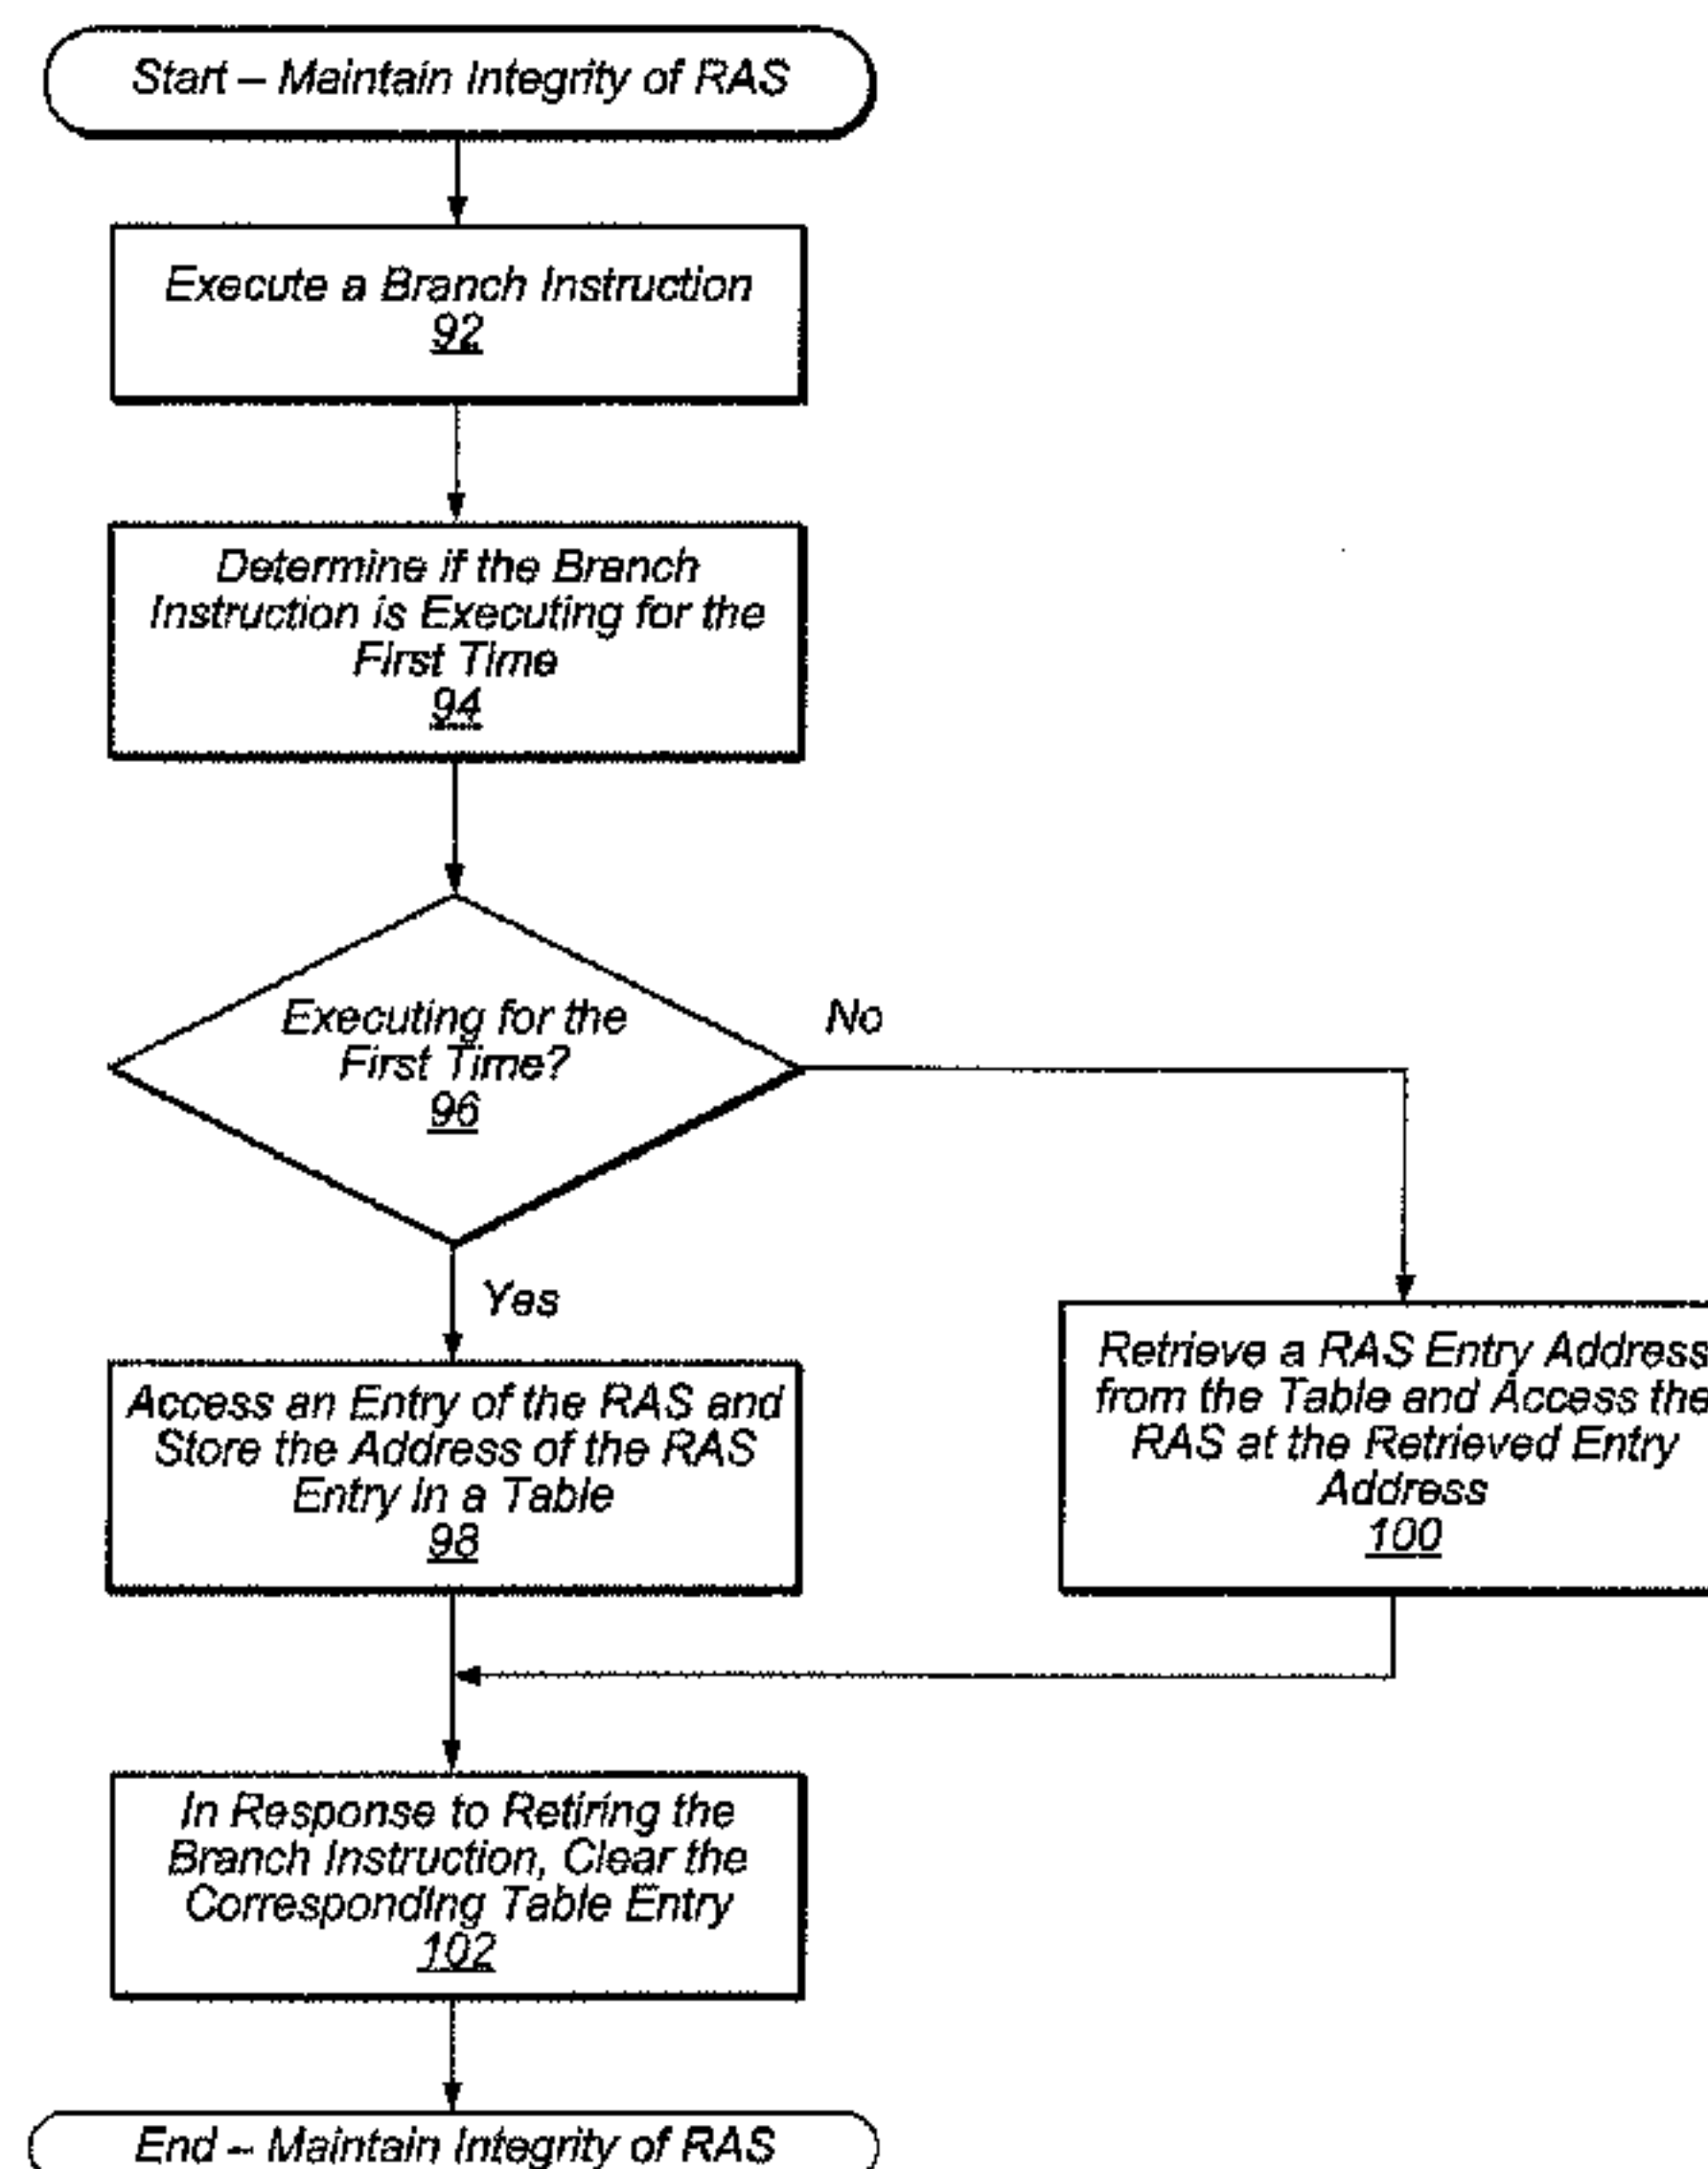 Start – Maintain Integrity of RAS
Execute a Branch Instruction
92
Determine if the Branch
Instruction is Executing for the
First Time
94
Executing for the
First Time?
96
No
Yes
Access an Entry of the RAS and
Store the Address of the RAS
Entry in a Table
98
Retrieve a RAS Entry Address
from the Table and Access the
RAS at the Retrieved Entry
Address
100
In Response to Retiring the
Branch Instruction, Clear the
Corresponding Table Entry
102
End – Maintain Integrity of RAS